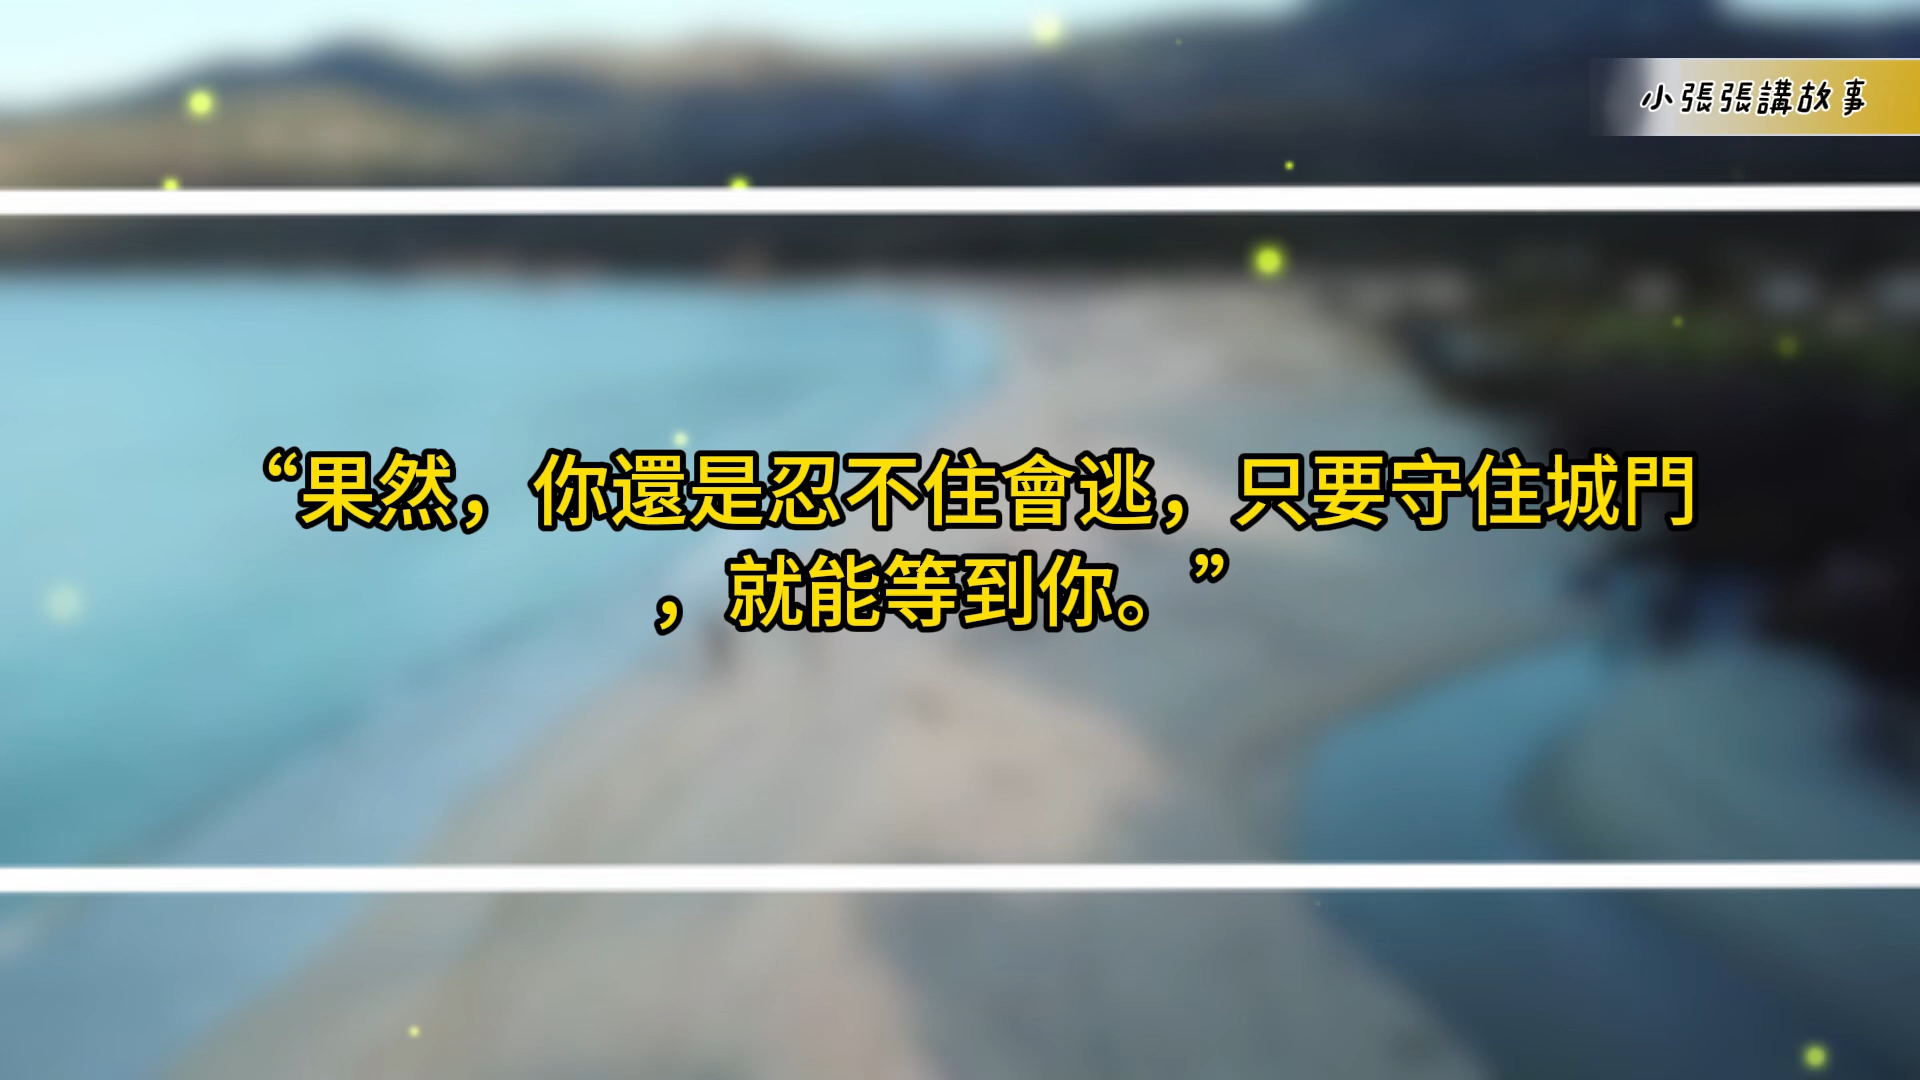 小張張講故事
“果然，你還是忍不住會逃，只要守住城門
，就能等到你。”